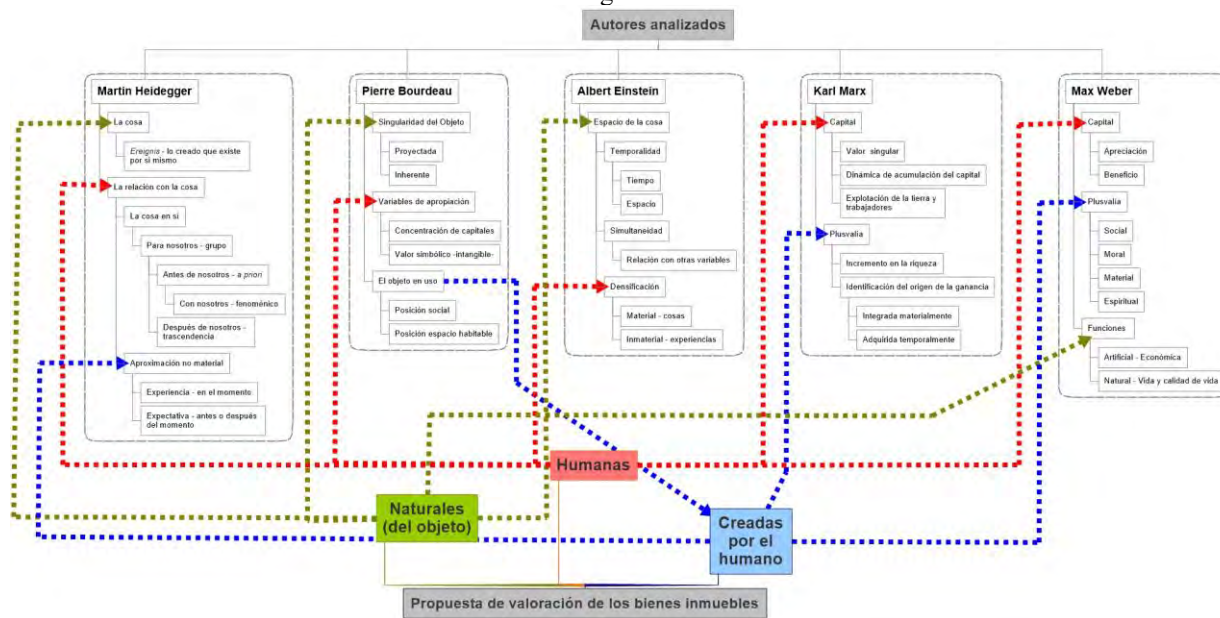 Autores analizados
Martin Heidegger
La cosa
Ereignis - lo creado que existe
por si mismo
La relación con la cosa
La cosa en sí
Para nosotros - grupo
Antes de nosotros - a priori
Con nosotros - fenoménico
Después de nosotros -
trascendencia
Aproximación no material
Experiencia - en el momento
Expectativa - antes o después
del momento
Pierre Bourdeau
Singularidad del Objeto
Proyectada
Inherente
Variables de apropiación
Concentración de capitales
Valor simbólico -intangible-
El objeto en uso
Posición social
Posición espacio habitable
Albert Einstein
Espacio de la cosa
Temporalidad
Tiempo
Espacio
Simultaneidad
Relación con otras variables
Densificación
Material - cosas
Inmaterial - experiencias
Karl Marx
Capital
Valor singular
Dinámica de acumulación del capital
Explotación de la tierra y
trabajadores
Plusvalia
Incremento en la riqueza
Identificación del origen de la ganancia
Integrada materialmente
Adquirida temporalmente
Max Weber
Capital
Apreciación
Beneficio
Plusvalia
Social
Moral
Material
Espiritual
Funciones
Artificial - Económica
Natural - Vida y calidad de vida
Humanas
Naturales
(del objeto)
Creadas
por el
humano
Propuesta de valoración de los bienes inmuebles